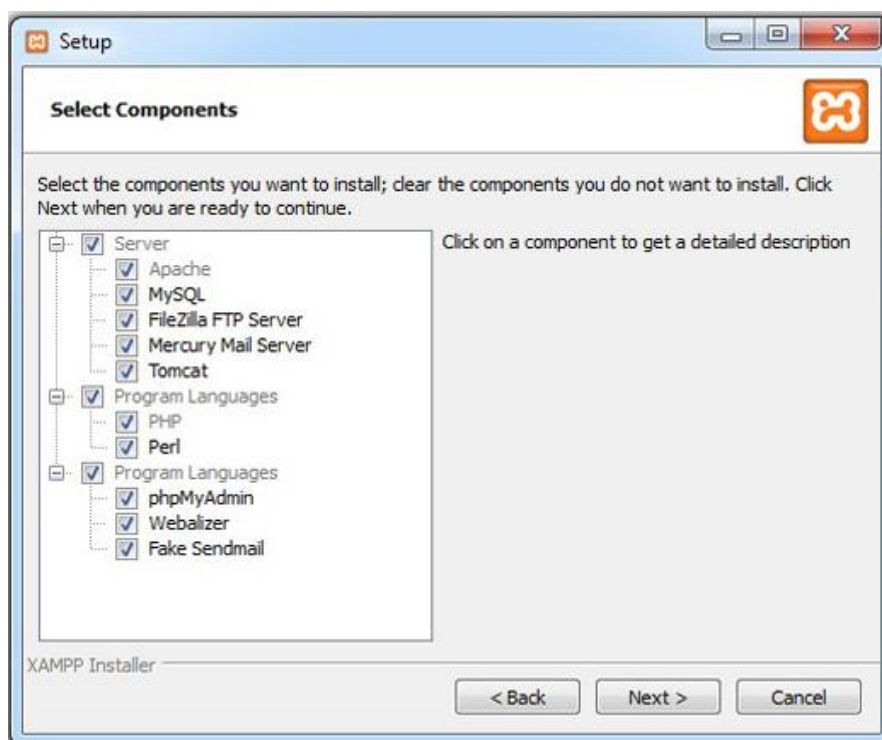 Setup
Select Components
Select the components you want to install; clear the components you do not want to install. Click
Next when you are ready to continue.
Server
Apache
MySQL
FileZilla FTP Server
Mercury Mail Server
Tomcat
Program Languages
PHP
Perl
Program Languages
phpMyAdmin
Webalizer
Fake Sendmail
Click on a component to get a detailed description
XAMPP Installer
< Back
Next >
Cancel